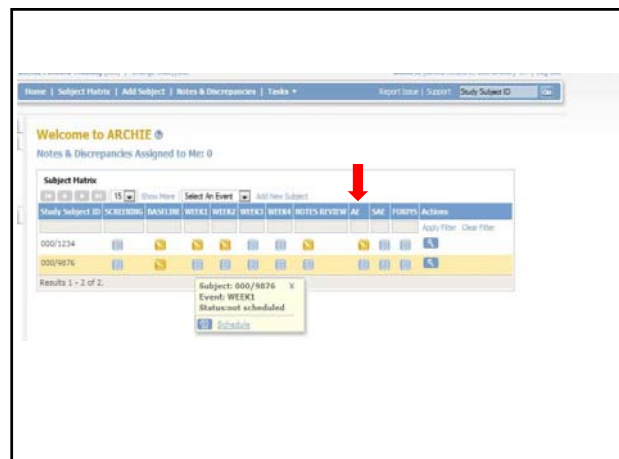 Home | Subject Matrix | Add Subject | Notes & Discrepancies | Tasks
Report Issue | Support Study Subject ID Go
Welcome to ARCHIE
Notes & Discrepancies Assigned to Me: 0
Subject Matrix
15 Show More Select An Event Add New Subject
Study Subject ID SCREENING BASELINE WEEK1 WEEK2 WEEK3 WEEK4 NOTES REVIEW AE SAE FORMS Actions
Apply Filter Clear Filter
000/1234
000/9876
Results 1 - 2 of 2.
Subject: 000/9876 X
Event: WEEK1
Status:not scheduled
Schedule